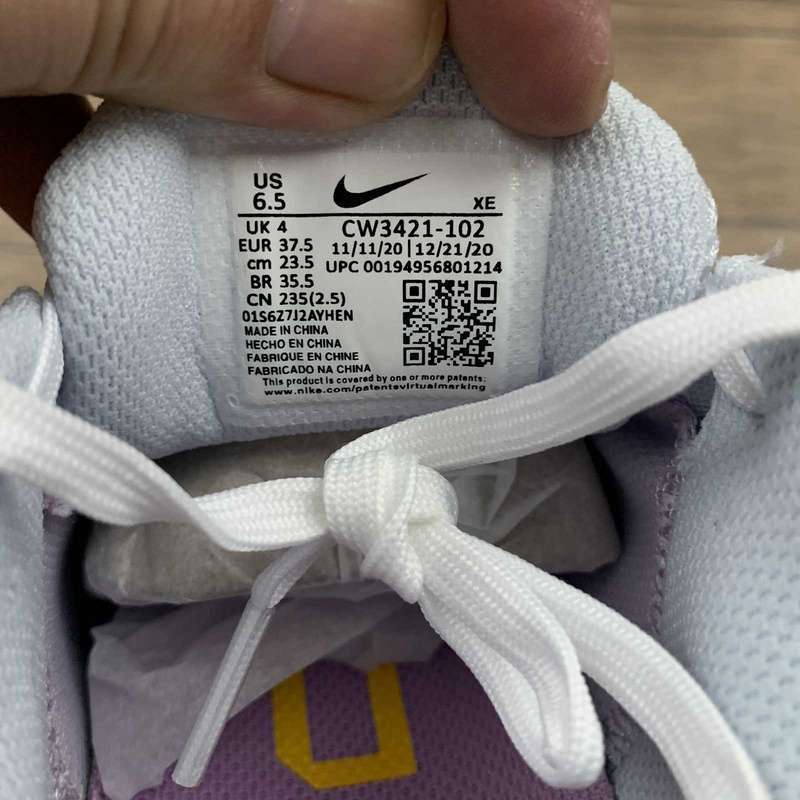 US
6.5
XE
UK 4
CW3421-102
EUR 37.5
11/11/20 | 12/21/20
cm 23.5
UPC 00194956801214
BR 35.5
CN 235(2.5)
01S6Z7J2AYHEN
MADE IN CHINA
HECHO EN CHINA
FABRIQUE EN CHINE
FABRICADO NA CHINA
This product is covered by one or more patents:
www.nike.com/patentsvirtualmarking